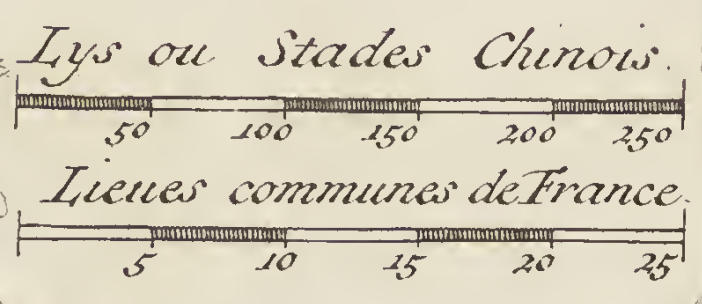 Lys ou Stades Chinois.
50 100 150 200 250
Lieues communes de France.
5 10 15 20 25